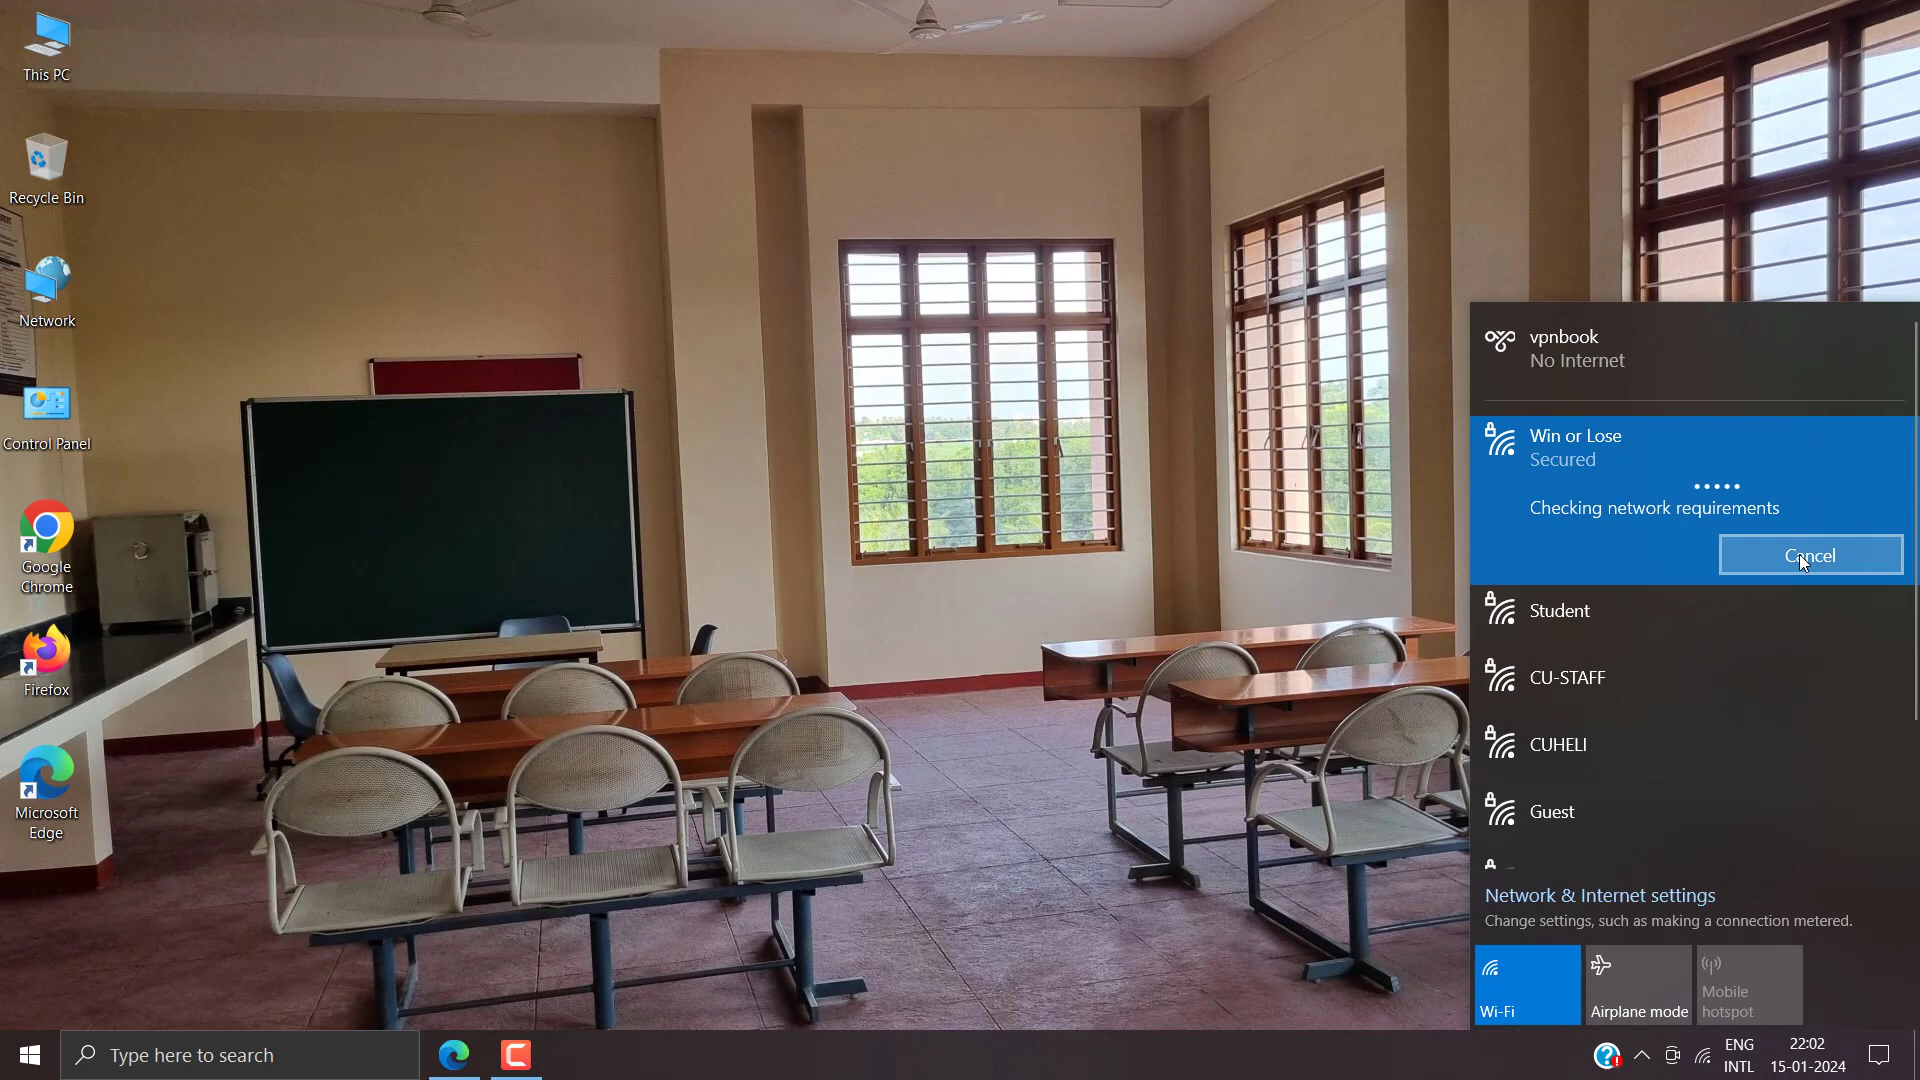 This PC
Recycle Bin
Network
Control Panel
Google
Chrome
Firefox
Microsoft
Edge
vpnbook
No Internet
Win or Lose
Secured
Checking network requirements
Cancel
Student
CU-STAFF
CUHELI
Guest
Network & Internet settings
Change settings, such as making a connection metered.
Wi-Fi
Airplane mode
Mobile
hotspot
Type here to search
ENG
INTL
22:02
15-01-2024